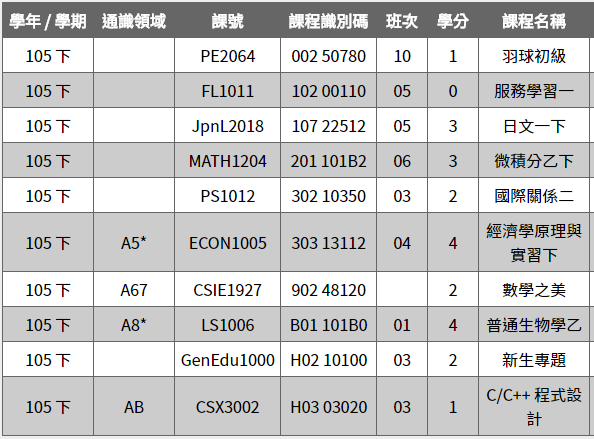 學年 / 學期 通識領域 課號 課程識別碼 班次 學分 課程名稱
105 下 PE2064 002 50780 10 1 羽球初級
105 下 FL1011 102 00110 05 0 服務學習一
105 下 JpnL2018 107 22512 05 3 日文一下
105 下 MATH1204 201 101B2 06 3 微積分乙下
105 下 PS1012 302 10350 03 2 國際關係二
105 下 A5* ECON1005 303 13112 04 4 經濟學原理與
實習下
105 下 A67 CSIE1927 902 48120 2 數學之美
105 下 A8* LS1006 B01 101B0 01 4 普通生物學乙
105 下 GenEdu1000 H02 10100 03 2 新生專題
105 下 AB CSX3002 H03 03020 03 1 C/C++ 程式設
計